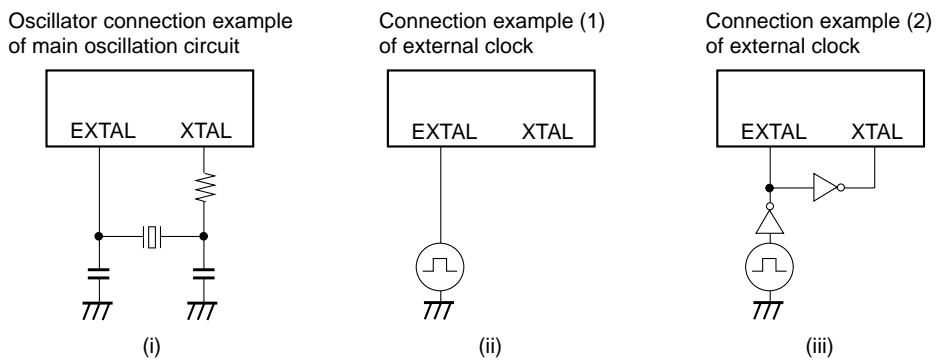 Oscillator connection example
of main oscillation circuit
Connection example (1)
of external clock
Connection example (2)
of external clock
EXTAL XTAL
EXTAL XTAL
EXTAL XTAL
(i)
(ii)
(iii)